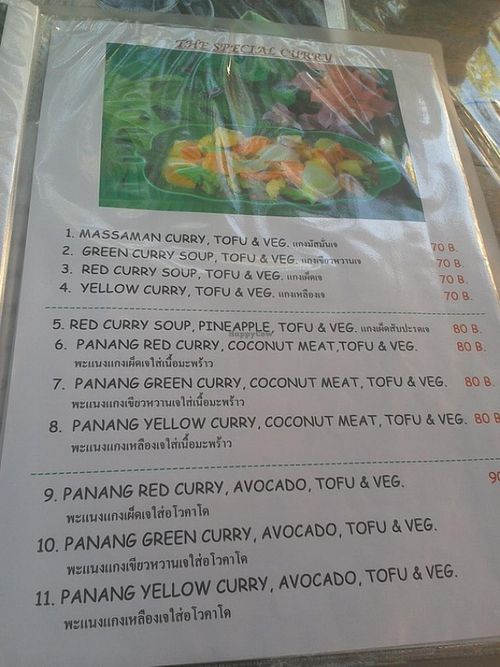 THE SPECIAL CURRY
1. MASSAMAN CURRY, TOFU & VEG. แกงมัสมั่นเจ 70 B.
2. GREEN CURRY SOUP, TOFU & VEG. แกงเขียวหวานเจ 70 B.
3. RED CURRY SOUP, TOFU & VEG. แกงเผ็ดเจ 70 B.
4. YELLOW CURRY, TOFU & VEG. แกงเหลืองเจ 70 B.
5. RED CURRY SOUP, PINEAPPLE, TOFU & VEG. แกงเผ็ดสับปะรดเจ 80 B.
HappyCow
6. PANANG RED CURRY, COCONUT MEAT,TOFU & VEG. 80 B.
พะแนงแกงเผ็ดเจใส่เนื้อมะพร้าว
7. PANANG GREEN CURRY, COCONUT MEAT, TOFU & VEG. 80 B.
พะแนงแกงเขียวหวานเจใส่เนื้อมะพร้าว
8. PANANG YELLOW CURRY, COCONUT MEAT, TOFU & VEG. 80 B
พะแนงแกงเหลืองเจใส่เนื้อมะพร้าว
9. PANANG RED CURRY, AVOCADO, TOFU & VEG. 90
พะแนงแกงเผ็ดเจใส่อโวคาโด
10. PANANG GREEN CURRY, AVOCADO, TOFU & VEG.
พะแนงแกงเขียวหวานเจใส่อโวคาโด
11. PANANG YELLOW CURRY, AVOCADO, TOFU & VEG.
พะแนงแกงเหลืองเจใส่อโวคาโด